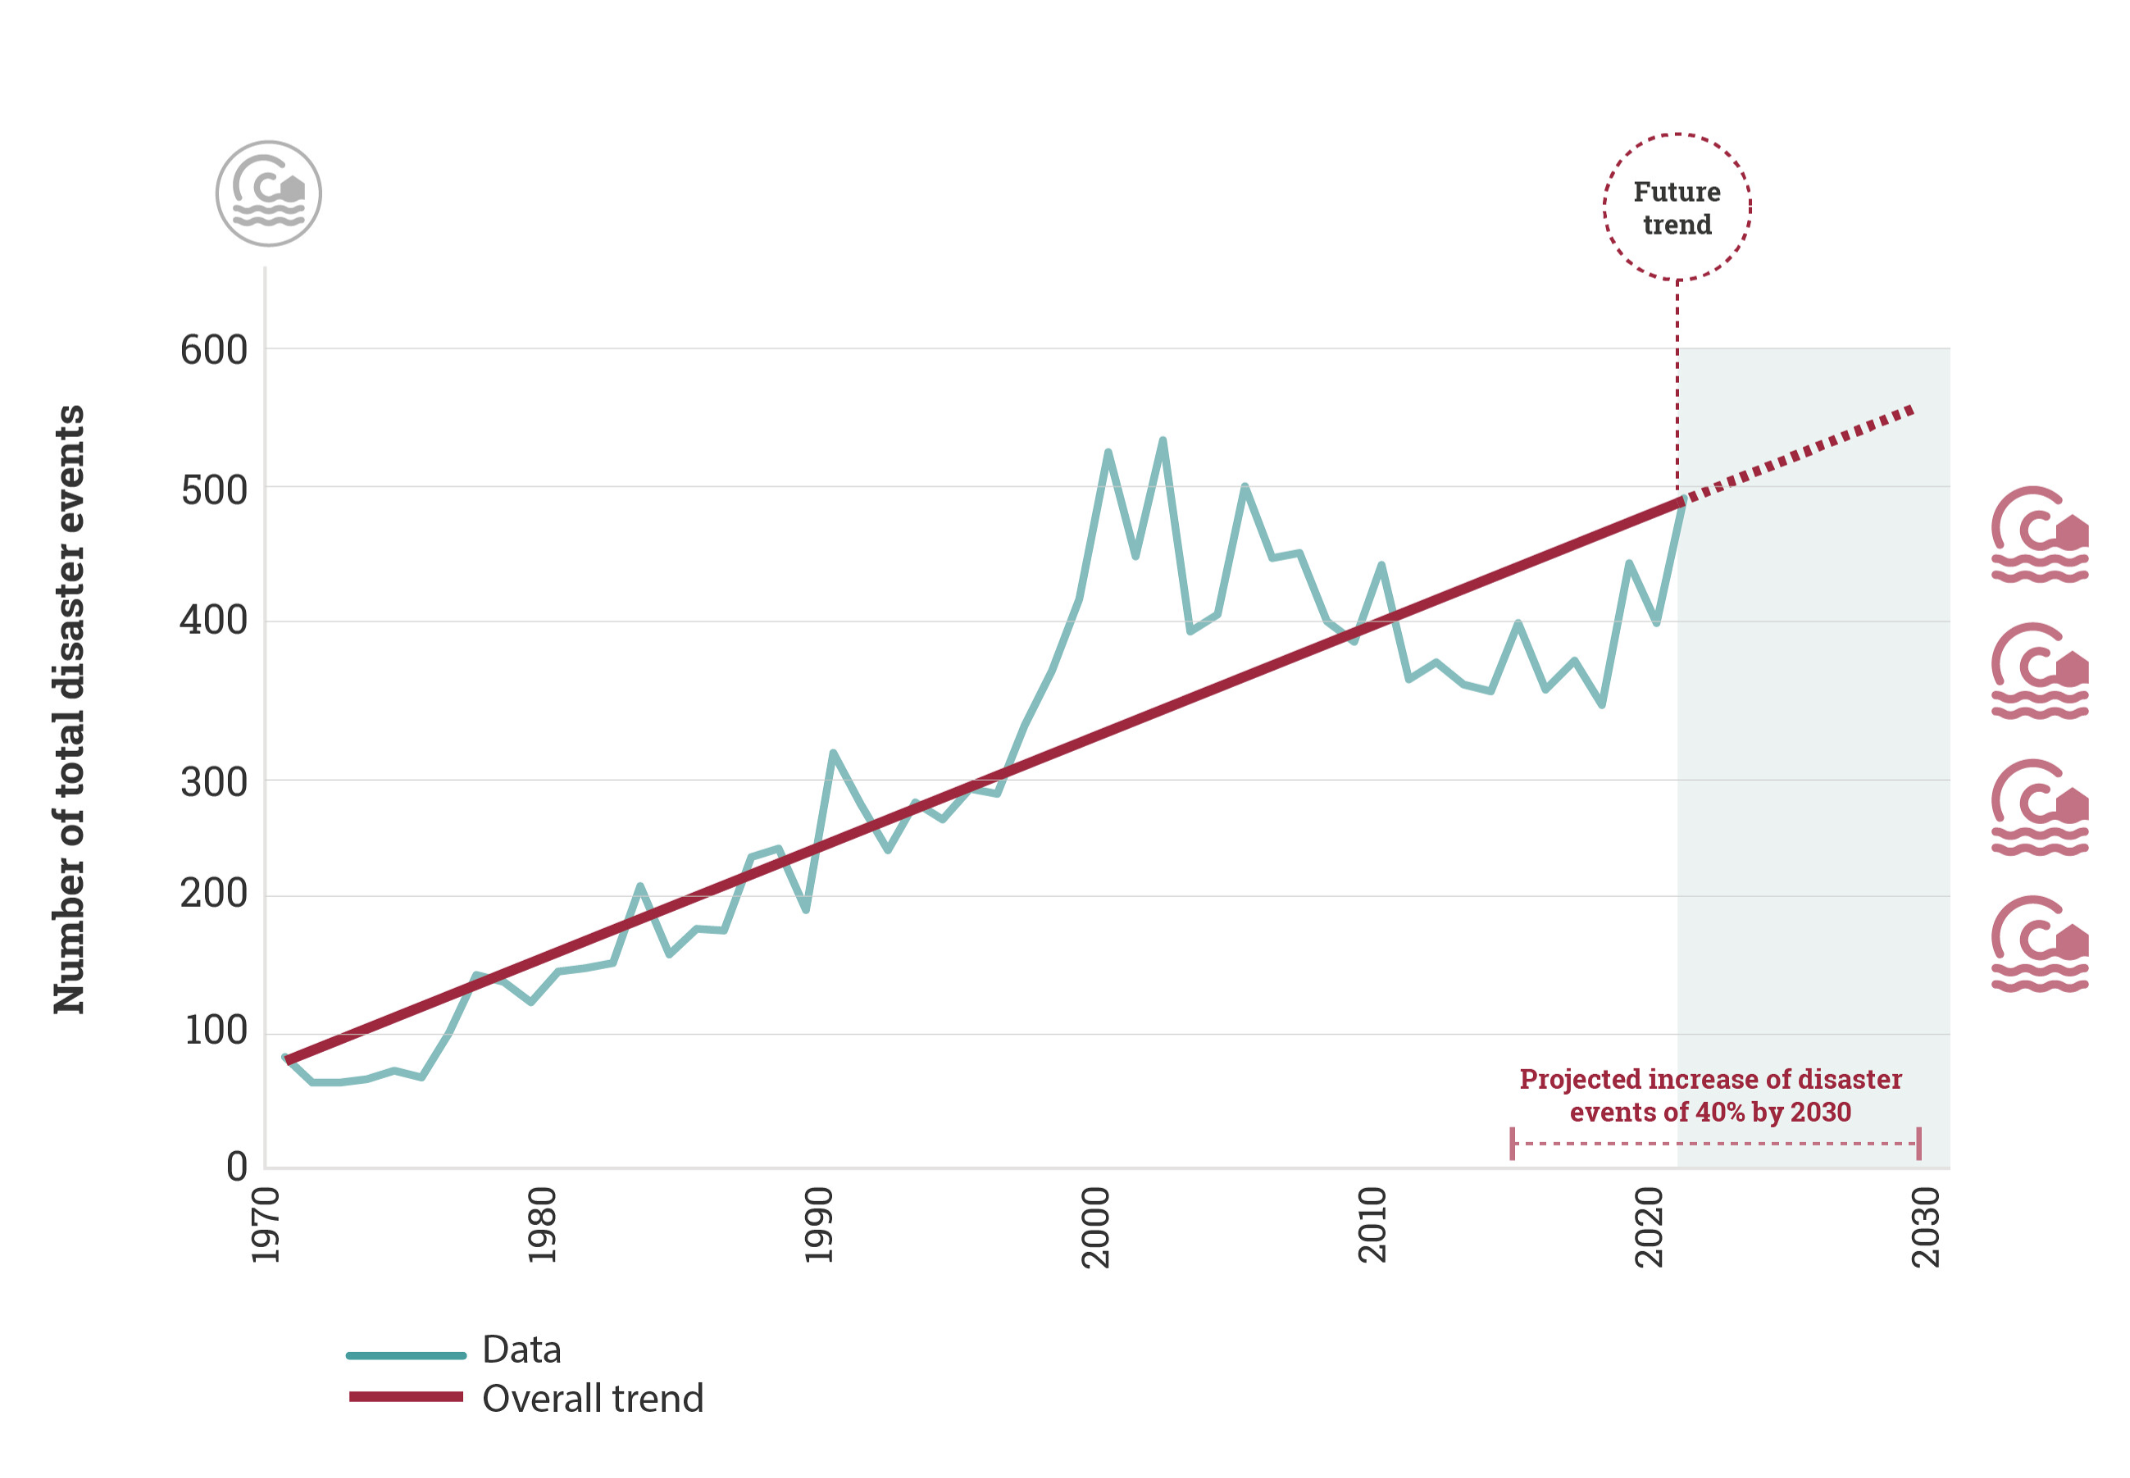 Future
trend
Number of total disaster events
600
500
400
300
200
100
0
Projected increase of disaster
events of 40% by 2030
1970
1980
1990
2000
2010
2020
2030
Data
Overall trend